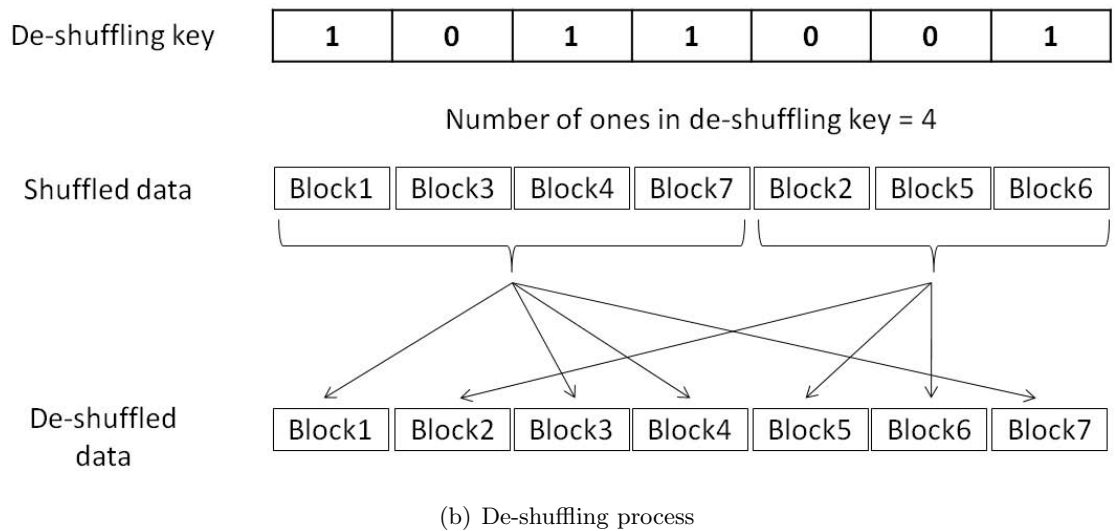 De-shuffling key 1 0 1 1 0 0 1
Number of ones in de-shuffling key = 4
Shuffled data Block1 Block3 Block4 Block7 Block2 Block5 Block6
De-shuffled
data
Block1 Block2 Block3 Block4 Block5 Block6 Block7
(b) De-shuffling process